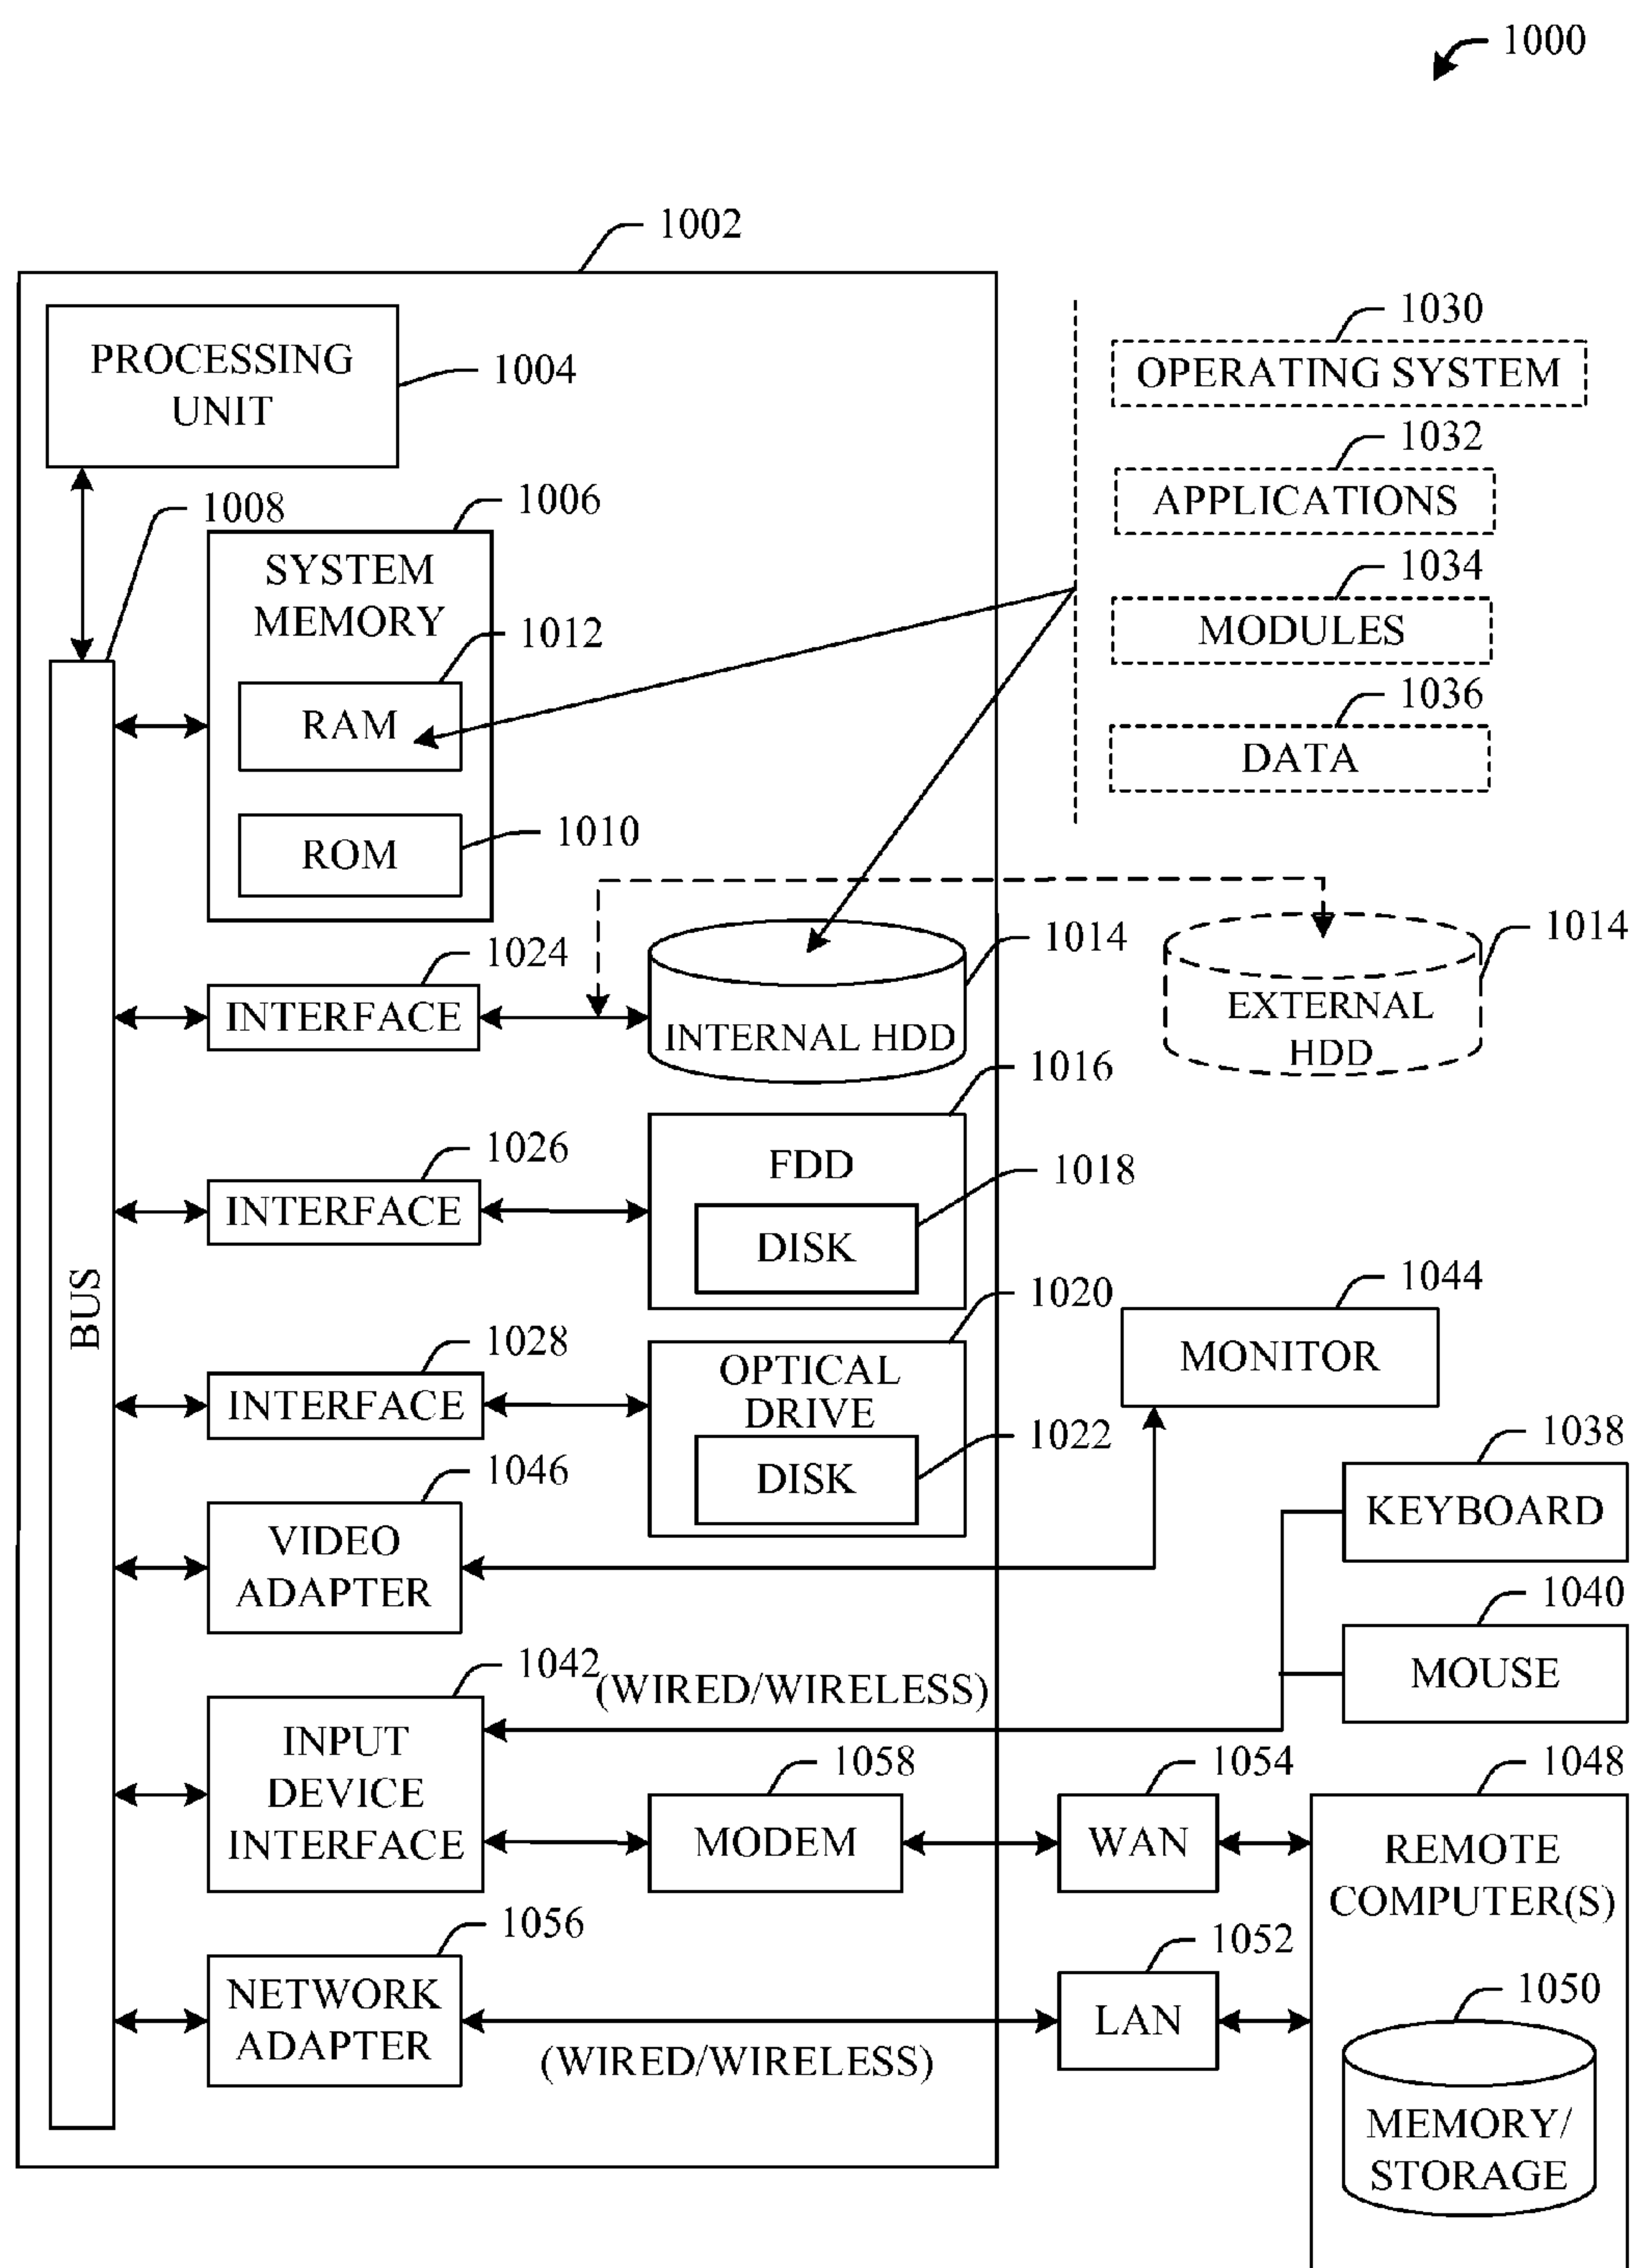 1000
1002
PROCESSING
UNIT
1004
1030
OPERATING SYSTEM
1032
APPLICATIONS
1034
MODULES
1036
DATA
1008
1006
SYSTEM
MEMORY
1012
RAM
1010
ROM
BUS
1024
INTERFACE
1014
INTERNAL HDD
1014
EXTERNAL
HDD
1026
INTERFACE
1016
FDD
1018
DISK
1028
INTERFACE
1020
OPTICAL
DRIVE
1022
DISK
1044
MONITOR
1046
VIDEO
ADAPTER
1038
KEYBOARD
1040
MOUSE
1042
(WIRED/WIRELESS)
INPUT
DEVICE
INTERFACE
1058
MODEM
1054
WAN
1048
REMOTE
COMPUTER(S)
1056
NETWORK
ADAPTER
(WIRED/WIRELESS)
1052
LAN
1050
MEMORY/
STORAGE